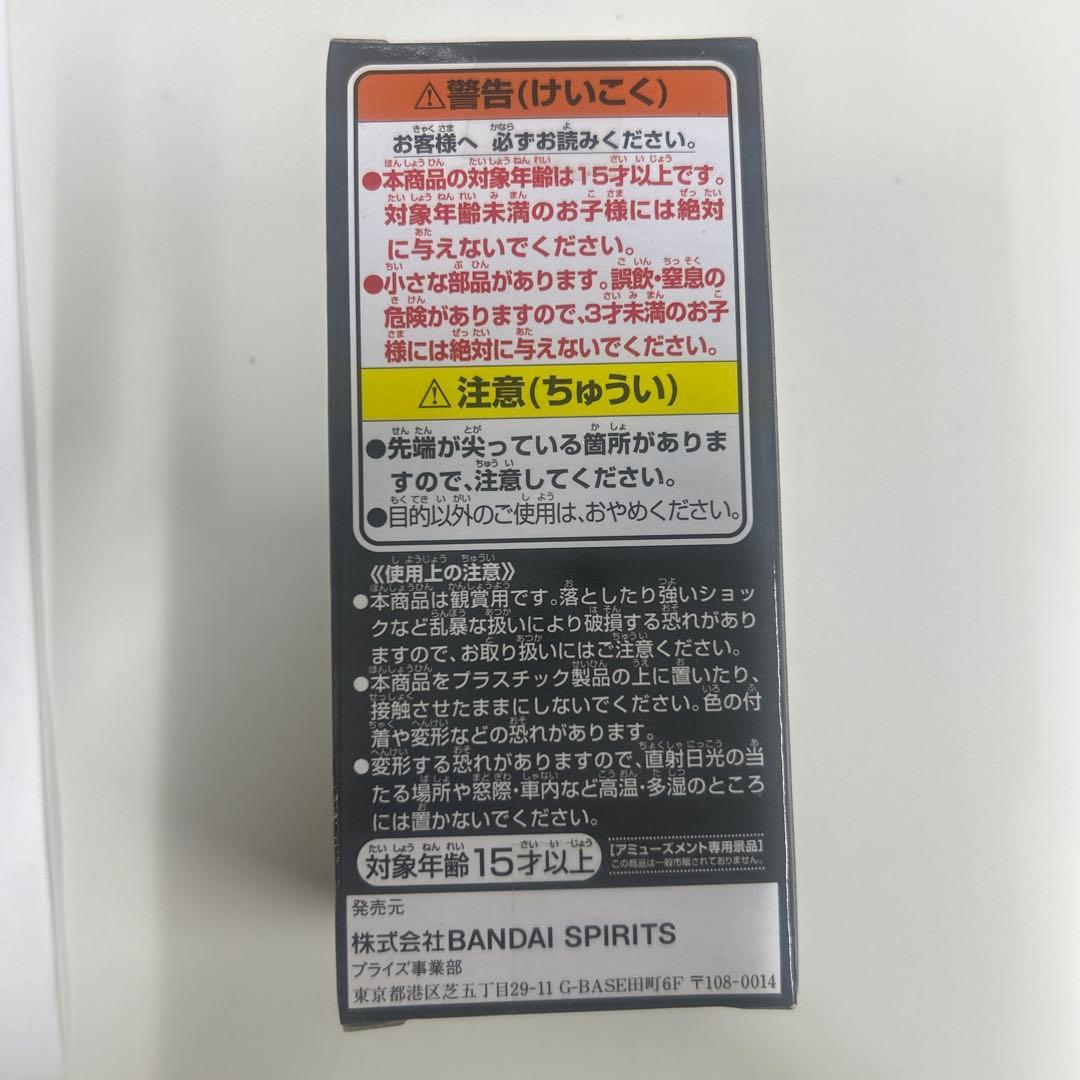 ⚠警告(けいこく)
お客様へ 必ずお読みください。
●本商品の対象年齢は15才以上です。
対象年齢未満のお子様には絶対
に与えないでください。
●小さな部品があります。誤飲・窒息の
危険がありますので、3才未満のお子
様には絶対に与えないでください。
⚠注意(ちゅうい)
●先端が尖っている箇所がありま
すので、注意してください。
●目的以外のご使用は、おやめください。
《使用上の注意》
●本商品は観賞用です。落としたり強いショッ
クなど乱暴な扱いにより破損する恐れがあり
ますので、お取り扱いにはご注意ください。
●本商品をプラスチック製品の上に置いたり、
接触させたままにしないでください。色の付
着や変形などの恐れがあります。
●変形する恐れがありますので、直射日光の当
たる場所や窓際・車内など高温・多湿のところ
には置かないでください。
対象年齢15才以上
[アミューズメント専用景品]
この商品は一般市販されておりません。
発売元
株式会社BANDAI SPIRITS
プライズ事業部
東京都港区芝五丁目29-11 G-BASE田町6F 〒108-0014